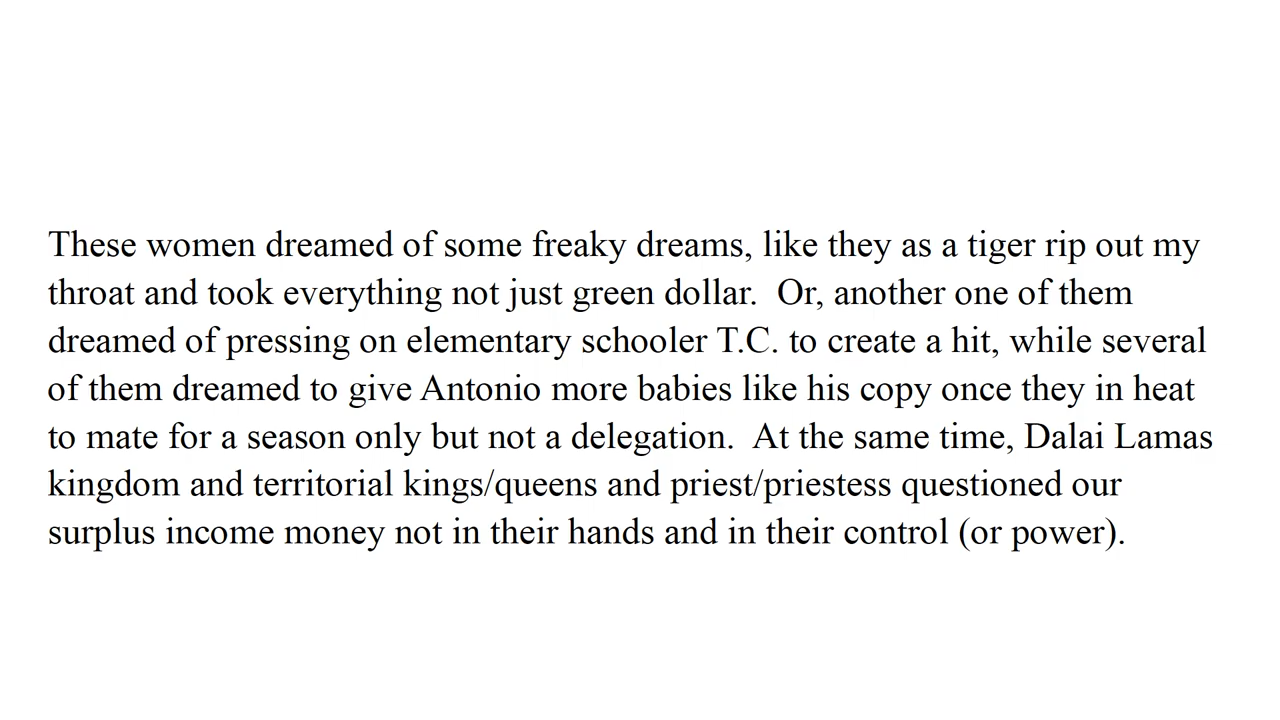 These women dreamed of some freaky dreams, like they as a tiger rip out my
throat and took everything not just green dollar.  Or, another one of them
dreamed of pressing on elementary schooler T.C. to create a hit, while several
of them dreamed to give Antonio more babies like his copy once they in heat
to mate for a season only but not a delegation.  At the same time, Dalai Lamas
kingdom and territorial kings/queens and priest/priestess questioned our
surplus income money not in their hands and in their control (or power).